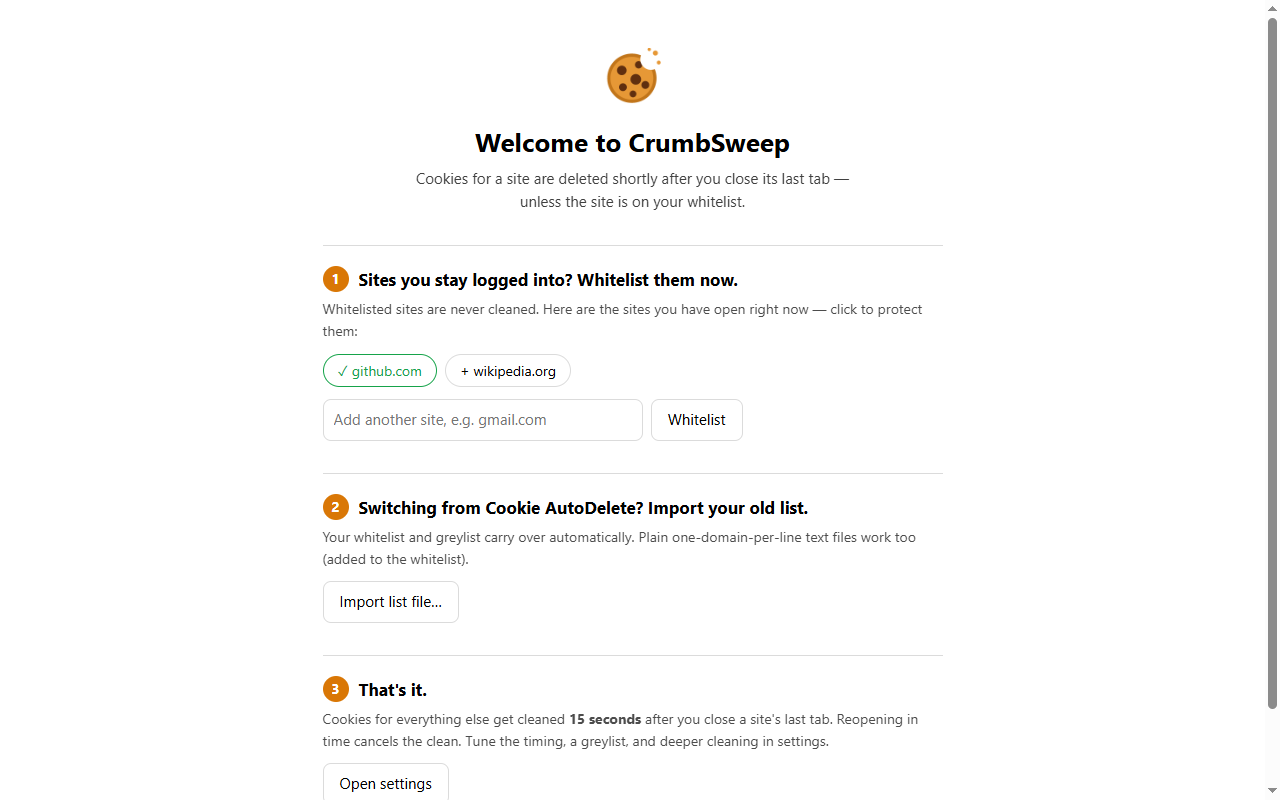 Welcome to CrumbSweep
Cookies for a site are deleted shortly after you close its last tab —
unless the site is on your whitelist.
1 Sites you stay logged into? Whitelist them now.
Whitelisted sites are never cleaned. Here are the sites you have open right now — click to protect
them:
✓ github.com + wikipedia.org
Add another site, e.g. gmail.com Whitelist
2 Switching from Cookie AutoDelete? Import your old list.
Your whitelist and greylist carry over automatically. Plain one-domain-per-line text files work too
(added to the whitelist).
Import list file...
3 That's it.
Cookies for everything else get cleaned 15 seconds after you close a site's last tab. Reopening in
time cancels the clean. Tune the timing, a greylist, and deeper cleaning in settings.
Open settings